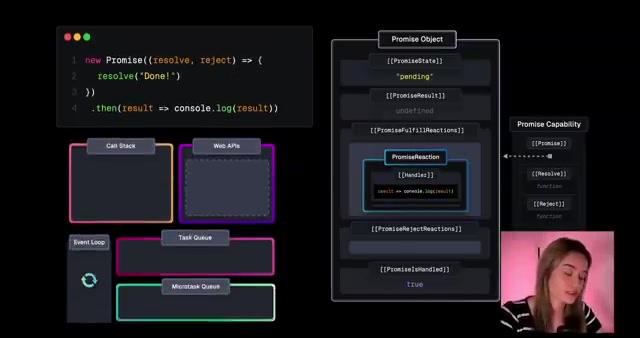 1 new Promise((resolve, reject) => {
2 resolve("Done!")
3 })
4 .then(result => console.log(result))
Call Stack
Web APIs
Event Loop
Task Queue
Microtask Queue
Promise Object
[[PromiseState]]
"pending"
[[PromiseResult]]
undefined
[[PromiseFulfillReactions]]
PromiseReaction
[[Handler]]
result => console.log(result)
[[PromiseRejectReactions]]
[[PromiseIsHandled]]
true
Promise Capability
[[Promise]]
[[Resolve]]
function
[[Reject]]
function